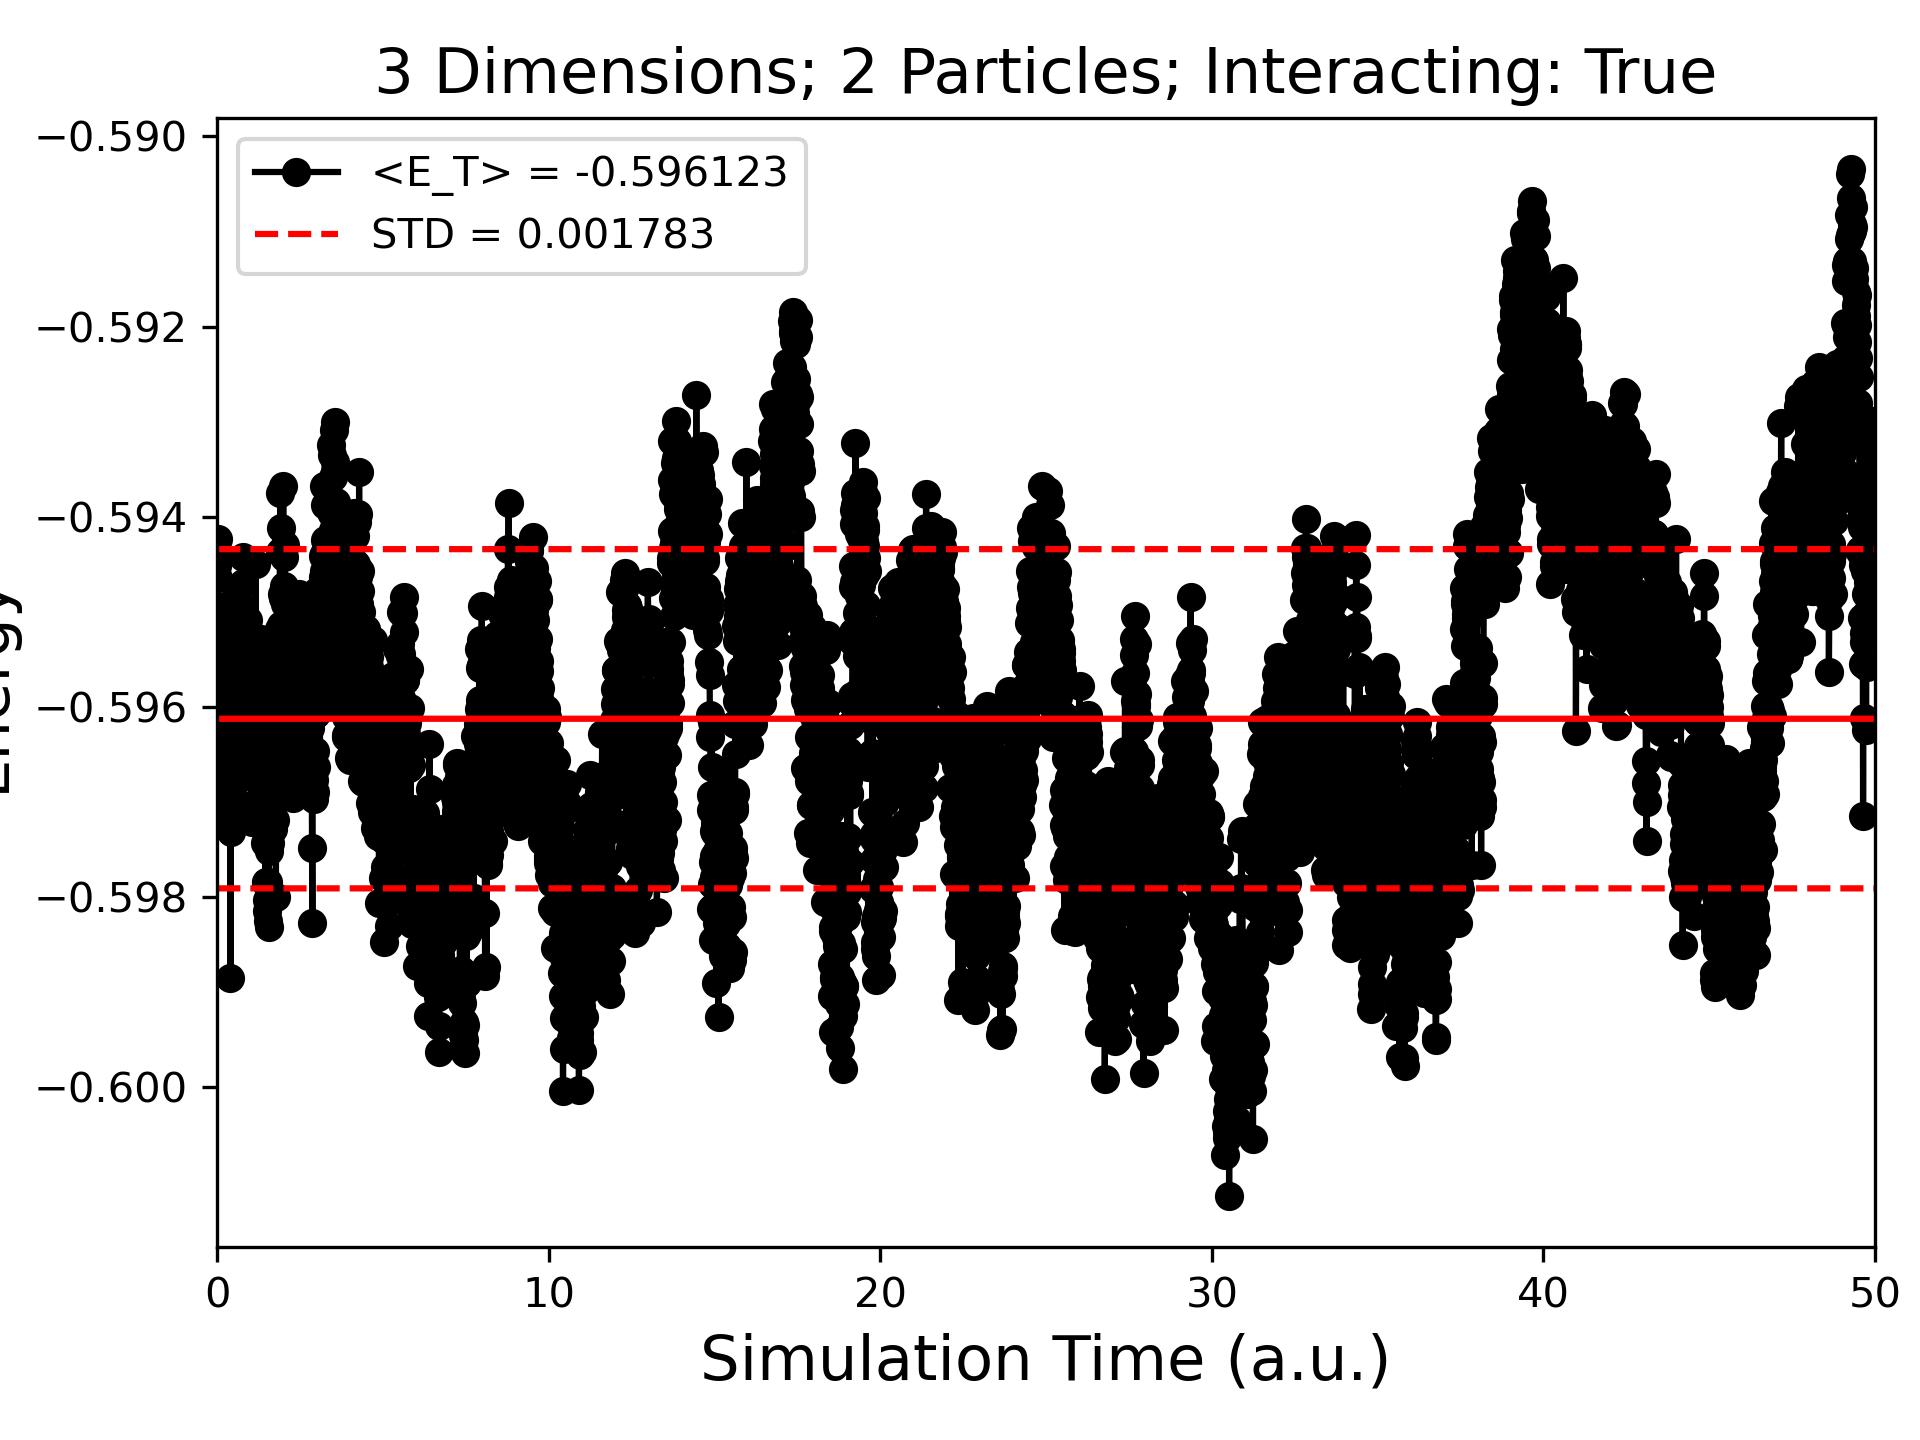 3 Dimensions; 2 Particles; Interacting: True
<E_T> = -0.596123
STD = 0.001783
−0.590
−0.592
−0.594
−0.596
−0.598
−0.600
Energy
0 10 20 30 40 50
Simulation Time (a.u.)